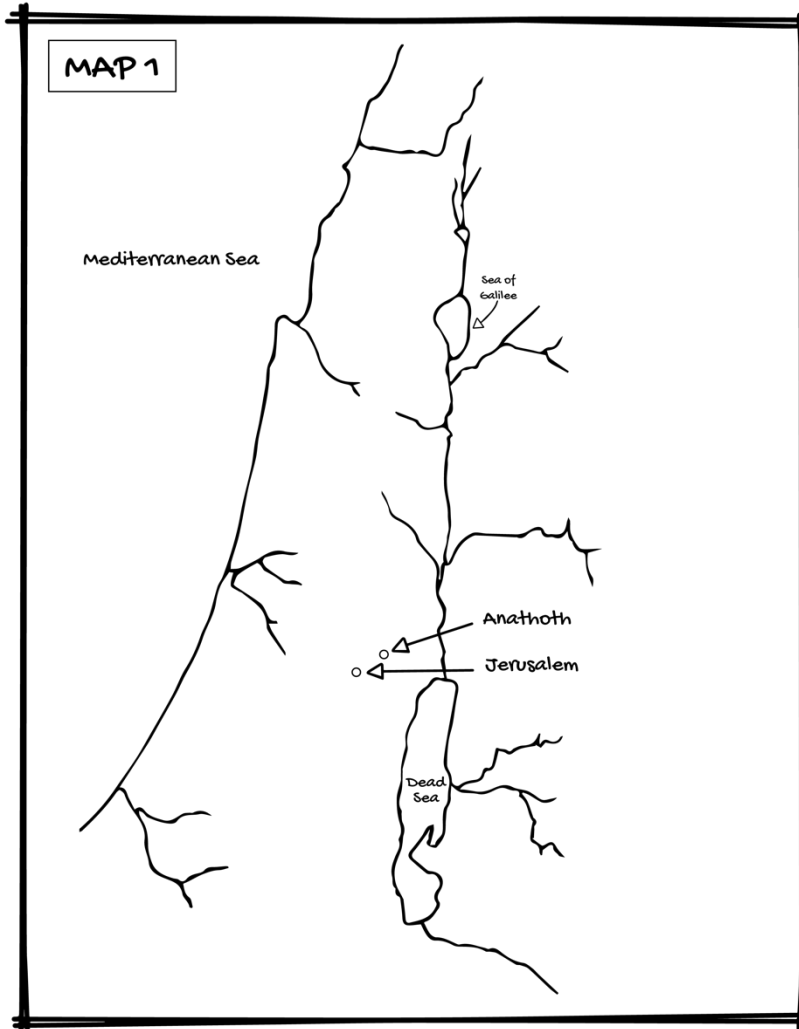 MAP 1
Mediterranean Sea
Sea of
Galilee
Anathoth
Jerusalem
Dead
Sea